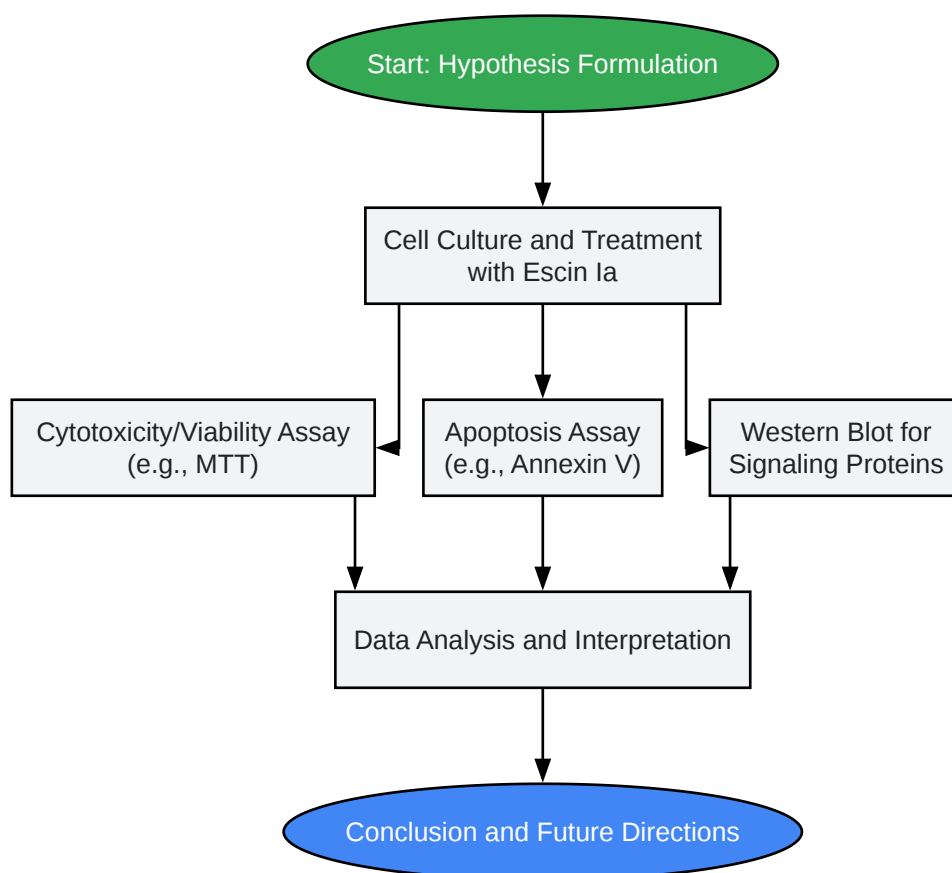 Start: Hypothesis Formulation
Cell Culture and Treatment
with Escin Ia
Cytotoxicity/Viability Assay
(e.g., MTT)
Apoptosis Assay
(e.g., Annexin V)
Western Blot for
Signaling Proteins
Data Analysis and Interpretation
Conclusion and Future Directions